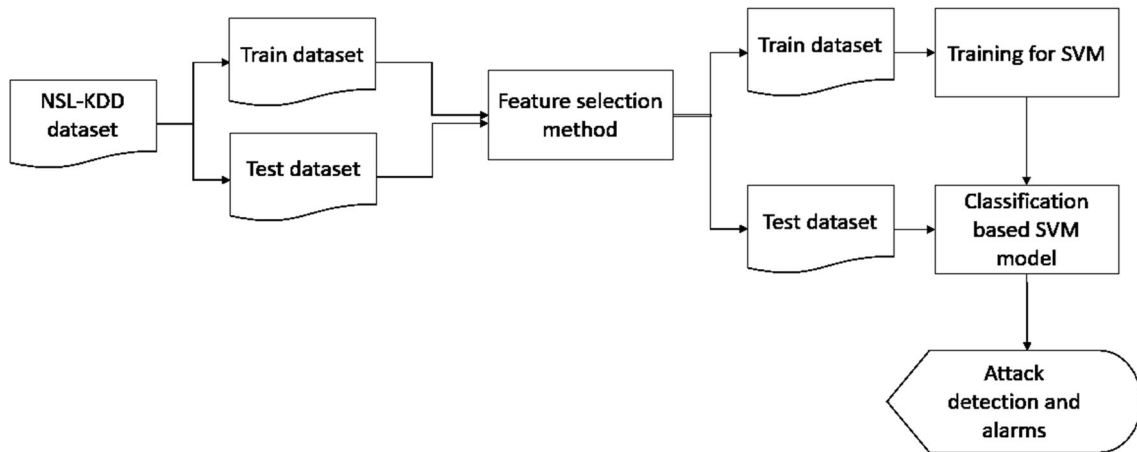 NSL-KDD
dataset
Train dataset
Test dataset
Feature selection
method
Train dataset
Test dataset
Training for SVM
Classification
based SVM
model
Attack
detection and
alarms